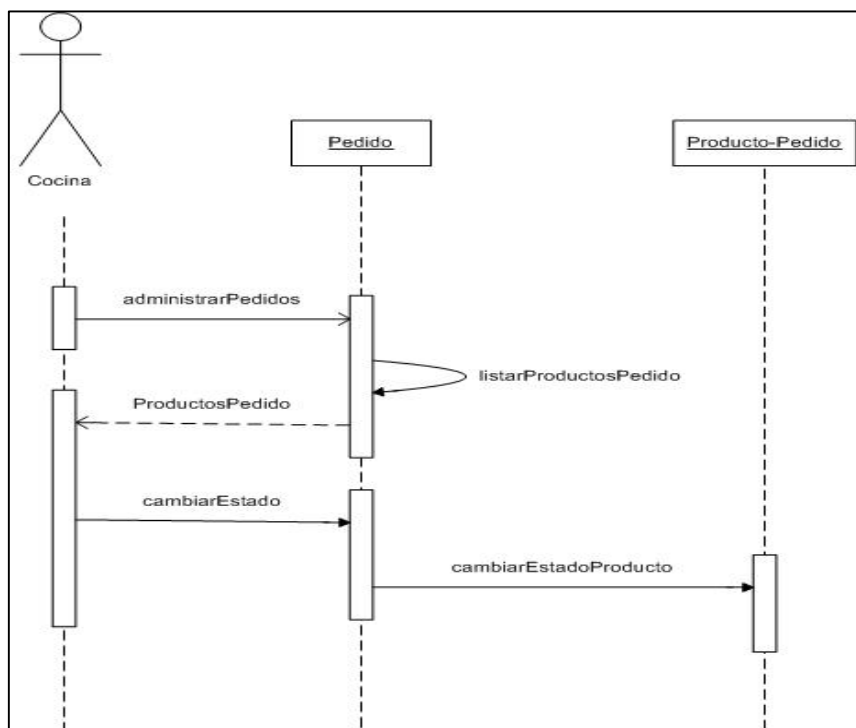 Cocina
Pedido
Producto-Pedido
administrarPedidos
listarProductosPedido
ProductosPedido
cambiarEstado
cambiarEstadoProducto